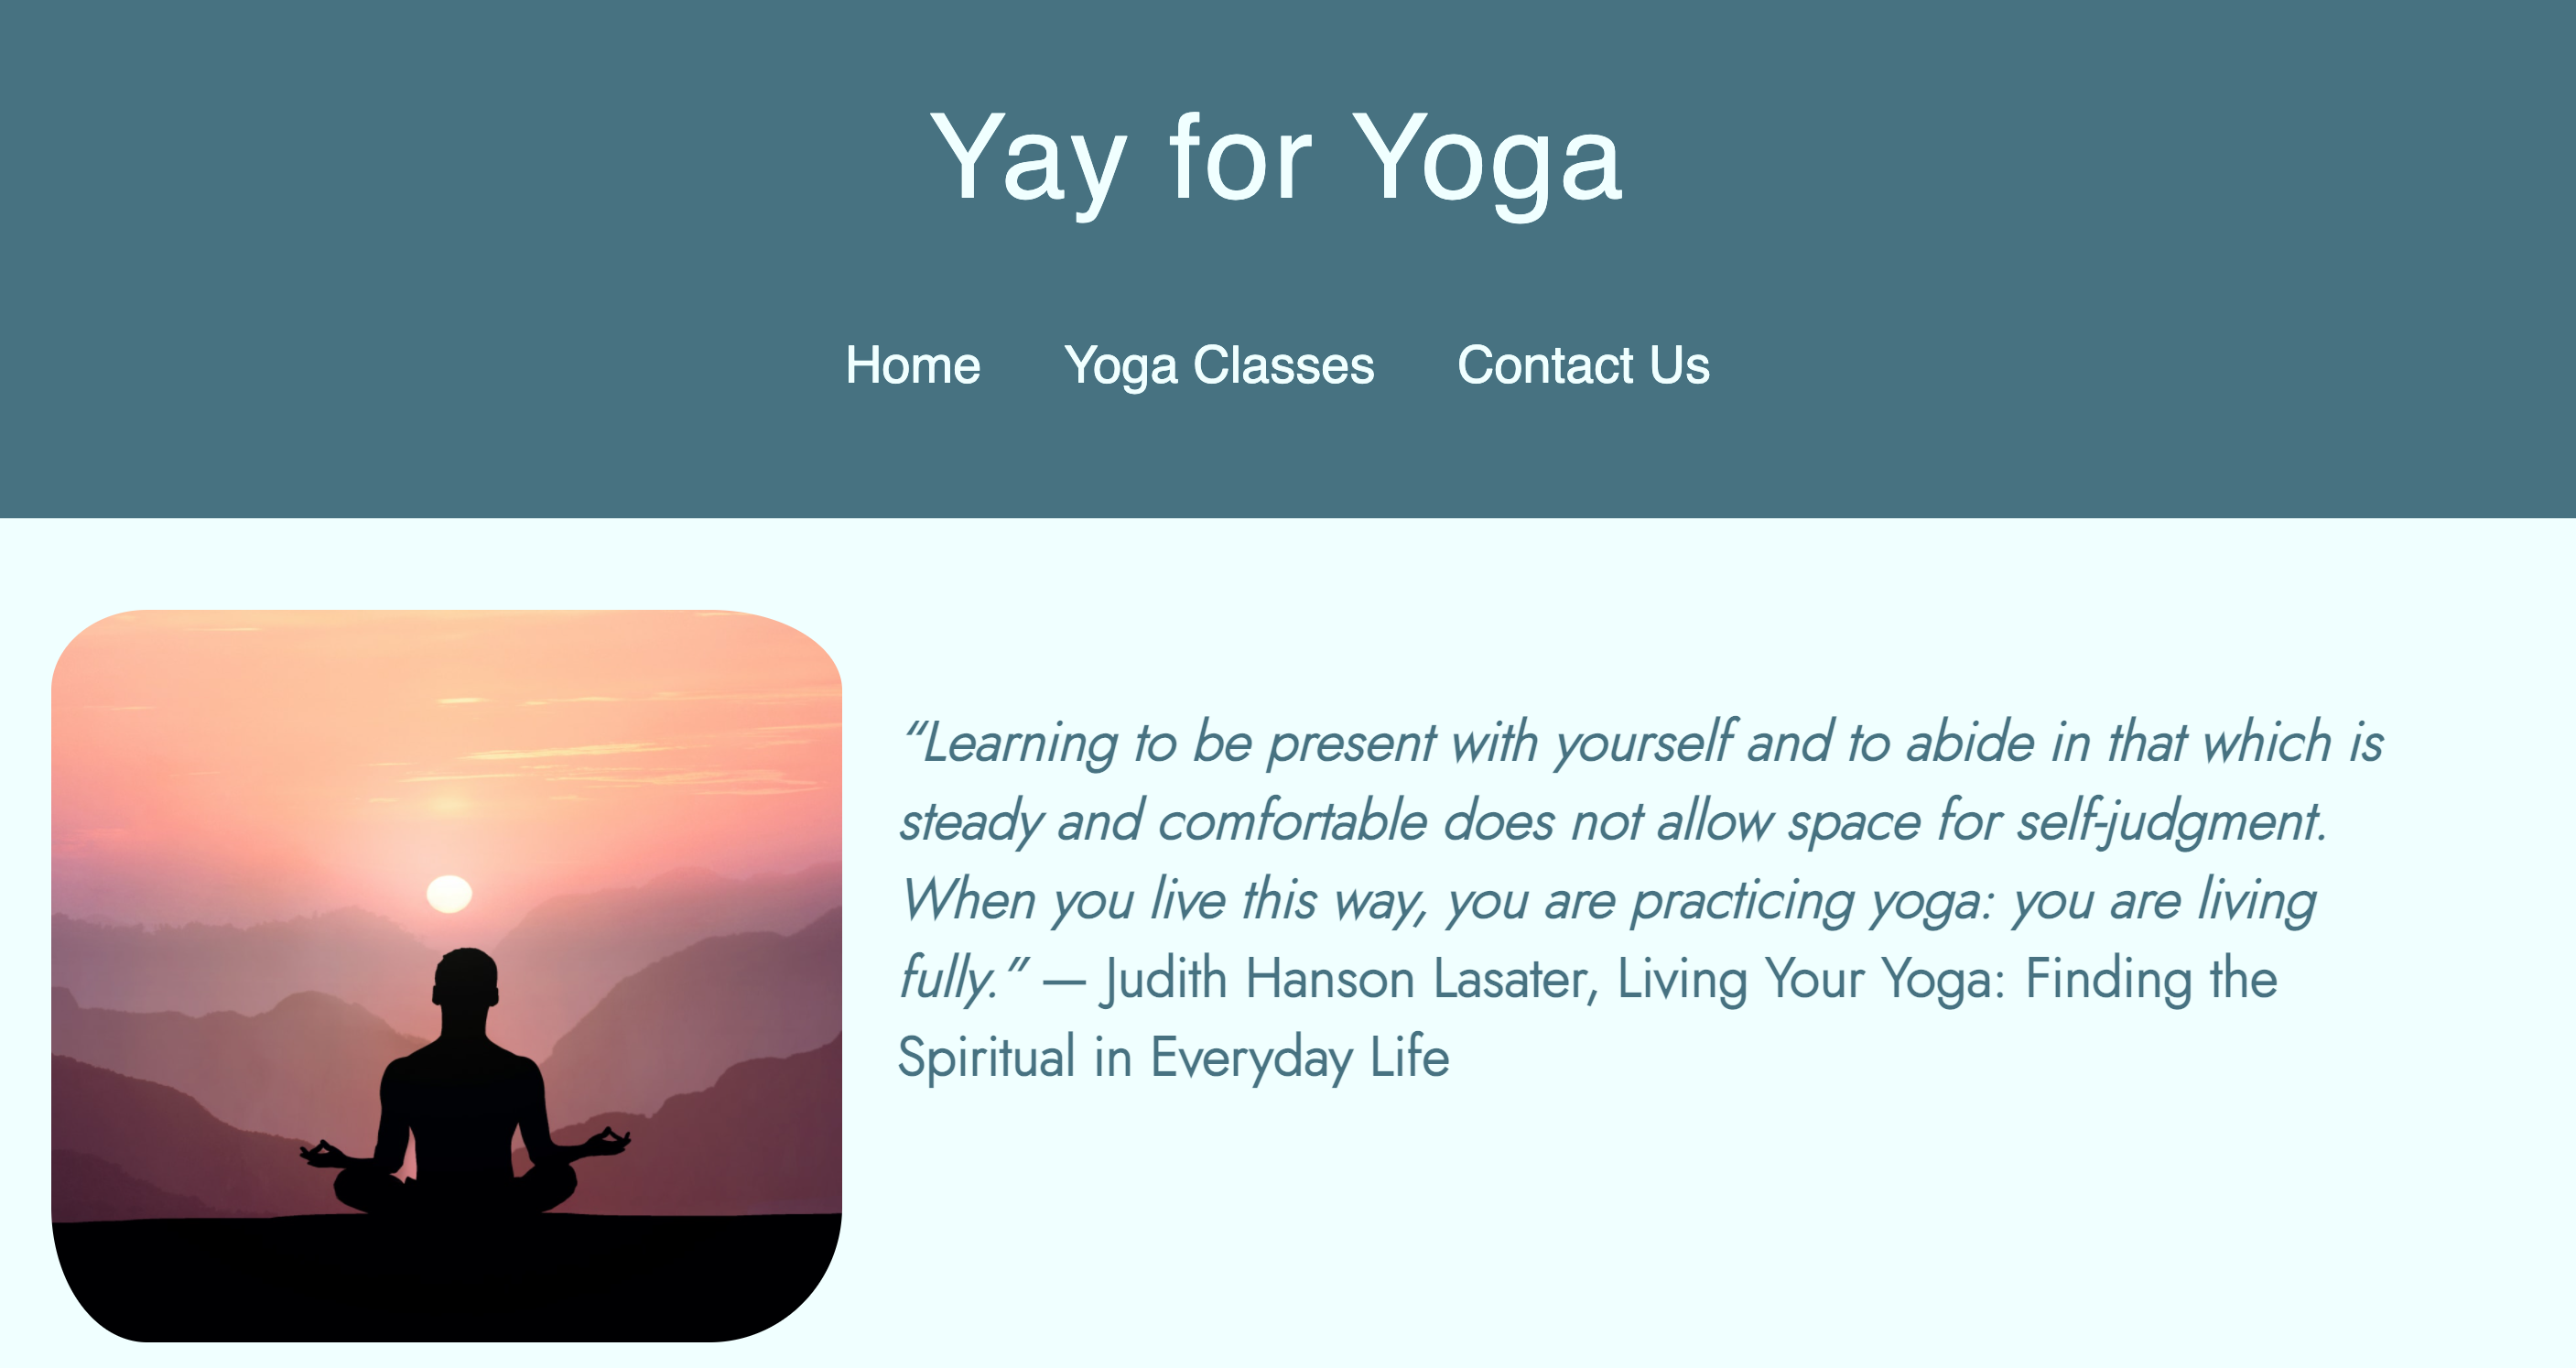 Yay for Yoga
Home Yoga Classes Contact Us
“Learning to be present with yourself and to abide in that which is
steady and comfortable does not allow space for self-judgment.
When you live this way, you are practicing yoga: you are living
fully.” — Judith Hanson Lasater, Living Your Yoga: Finding the
Spiritual in Everyday Life